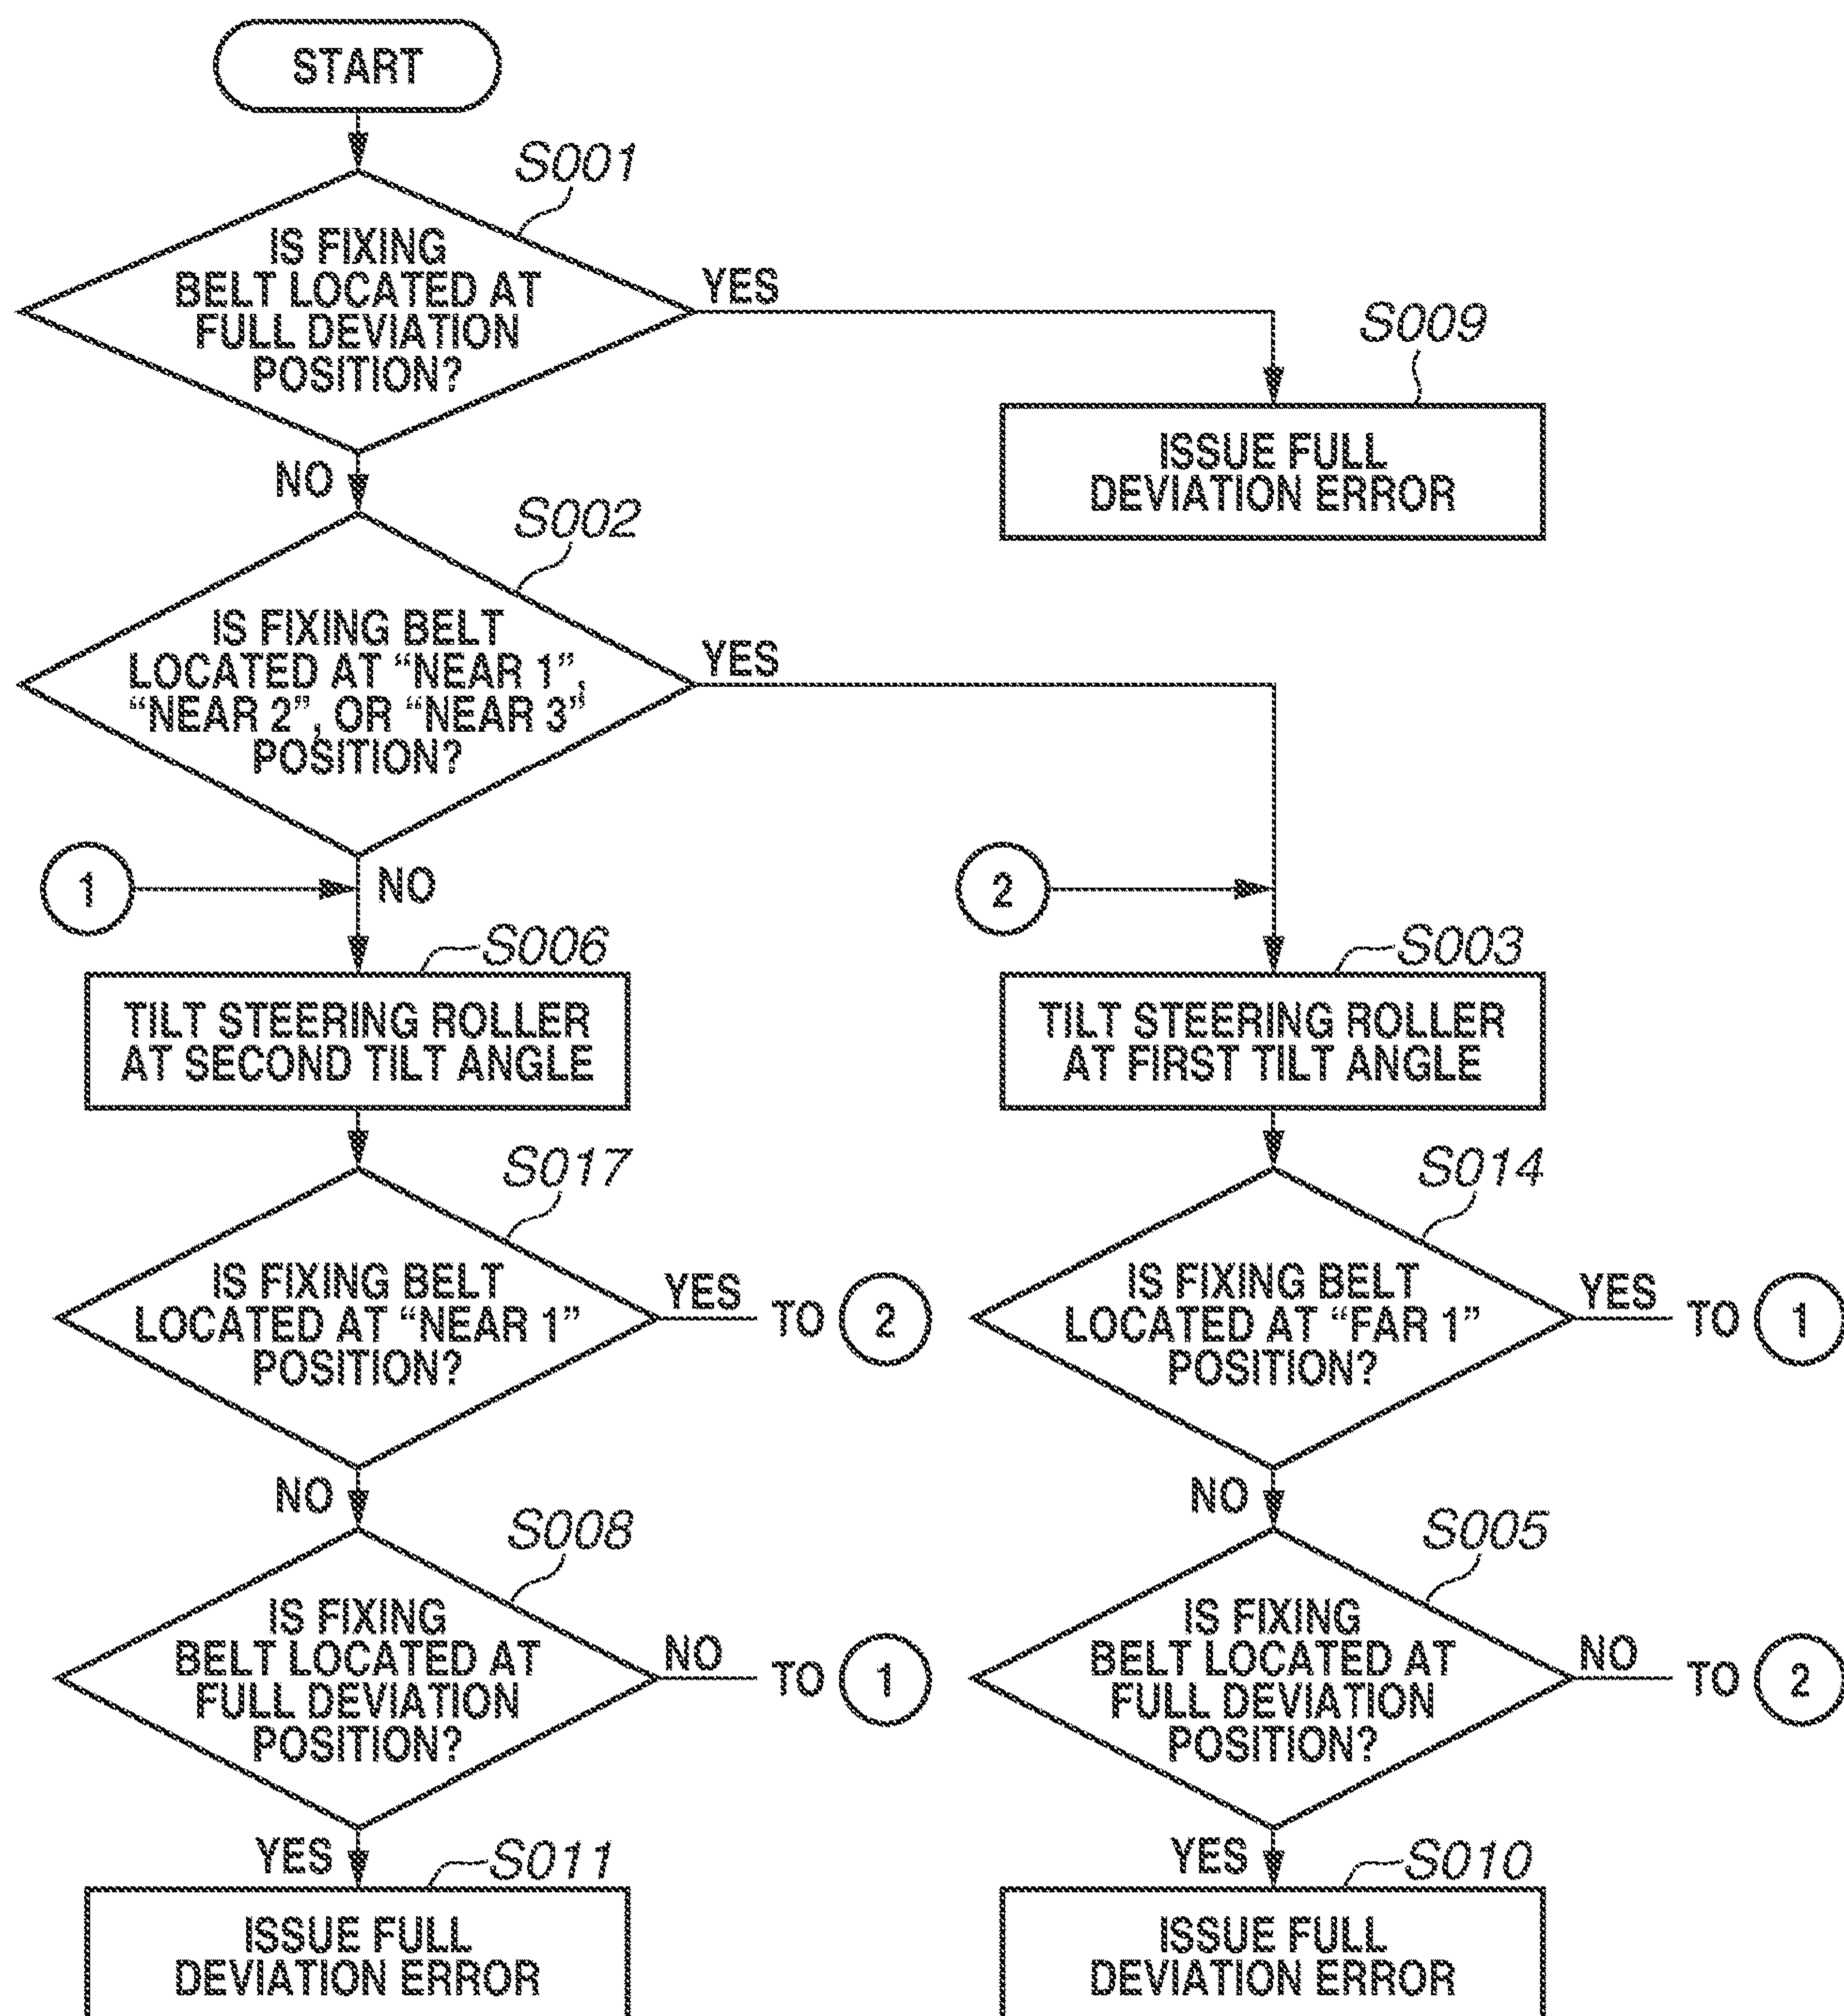 START
S001
IS FIXING
BELT LOCATED AT
FULL DEVIATION
POSITION?
YES
S009
ISSUE FULL
DEVIATION ERROR
NO
S002
IS FIXING BELT
LOCATED AT “NEAR 1”,
“NEAR 2”, OR “NEAR 3”
POSITION?
YES
1
NO
2
S006
TILT STEERING ROLLER
AT SECOND TILT ANGLE
S003
TILT STEERING ROLLER
AT FIRST TILT ANGLE
S017
IS FIXING BELT
LOCATED AT “NEAR 1”
POSITION?
YES
TO 2
S014
IS FIXING BELT
LOCATED AT “FAR 1”
POSITION?
YES
TO 1
NO
NO
S008
IS FIXING
BELT LOCATED AT
FULL DEVIATION
POSITION?
NO
TO 1
S005
IS FIXING
BELT LOCATED AT
FULL DEVIATION
POSITION?
NO
TO 2
YES
S011
ISSUE FULL
DEVIATION ERROR
YES
S010
ISSUE FULL
DEVIATION ERROR